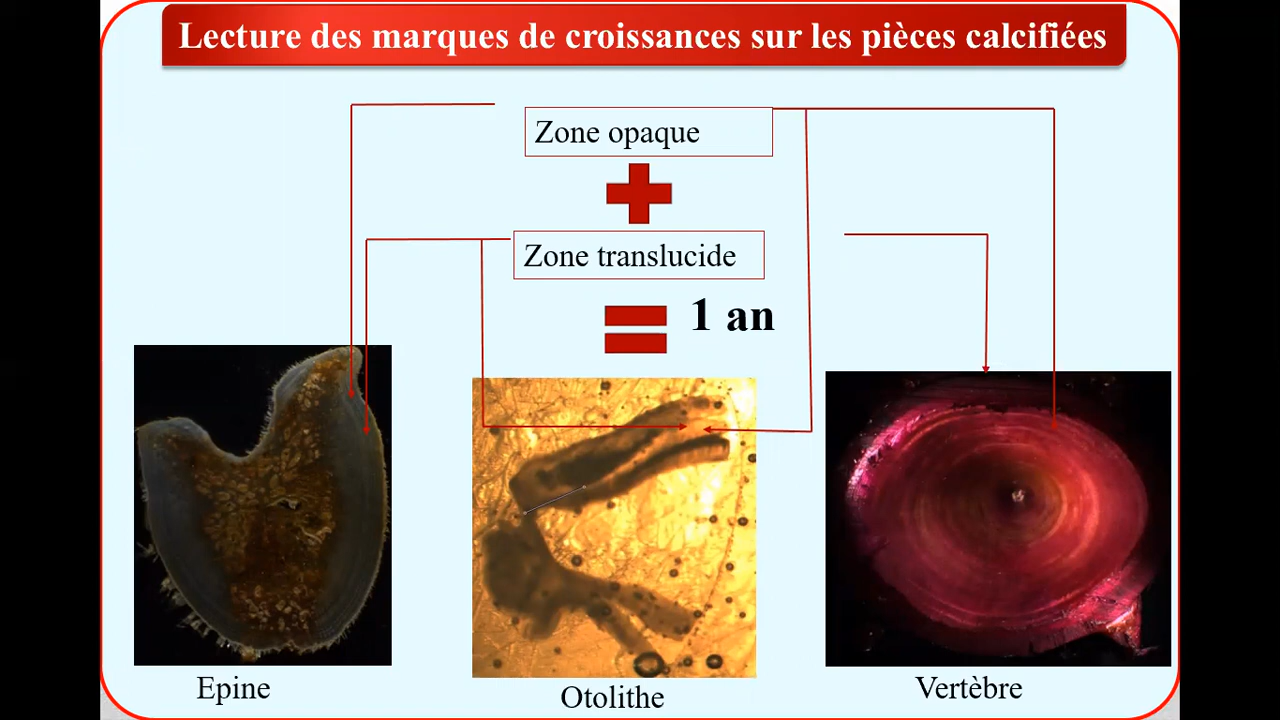 Lecture des marques de croissances sur les pièces calcifiées
Zone opaque
Zone translucide
1 an
Epine
Otolithe
Vertèbre